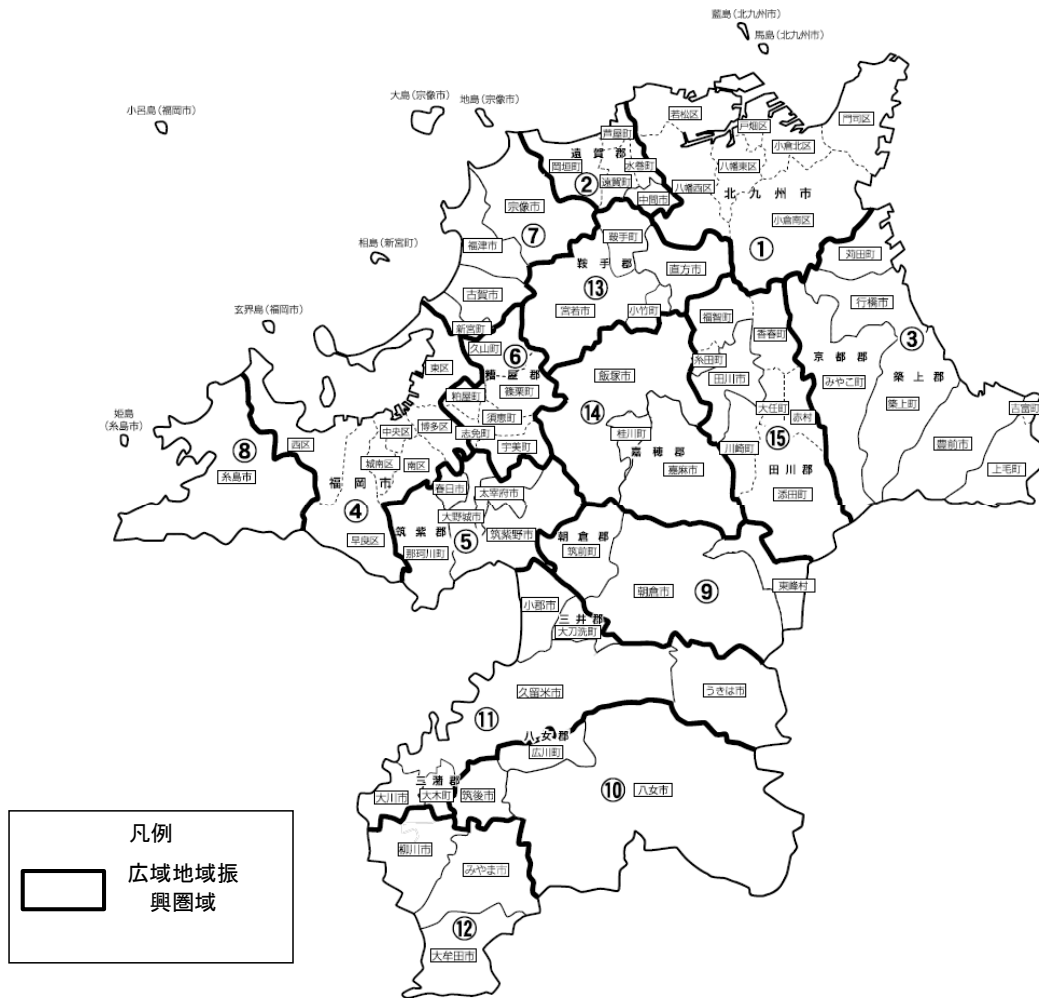 藍島(北九州市)
馬島(北九州市)
大島(宗像市)
地島(宗像市)
小呂島(福岡市)
若松区
戸畑区
門司区
小倉北区
芦屋町
遠賀郡
水巻町
岡垣町
②
遠賀町
中間市
八幡東区
八幡西区
北九州市
小倉南区
①
宗像市
⑦
福津市
相島(新宮町)
古賀市
新宮町
鞍手町
鞍手郡
直方市
⑬
宮若市
小竹町
苅田町
行橋市
③
京都郡
みやこ町
築上郡
築上町
吉富町
豊前市
上毛町
玄界島(福岡市)
久山町
⑥
糟屋郡
篠栗町
粕屋町
須恵町
志免町
宇美町
福智町
香春町
糸田町
田川市
大任町
赤村
川崎町
⑮
田川郡
添田町
飯塚市
⑭
桂川町
嘉穂郡
嘉麻市
東区
中央区
博多区
西区
城南区
南区
福岡市
④
早良区
姫島
(糸島市)
⑧
糸島市
春日市
太宰府市
大野城市
筑紫郡
⑤
筑紫野市
那珂川町
朝倉郡
筑前町
朝倉市
⑨
東峰村
小郡市
三井郡
大刀洗町
久留米市
うきは市
⑪
八女郡
広川町
三潴郡
大川市
大木町
筑後市
⑩
八女市
柳川市
みやま市
⑫
大牟田市
凡例
広域地域振
興圏域